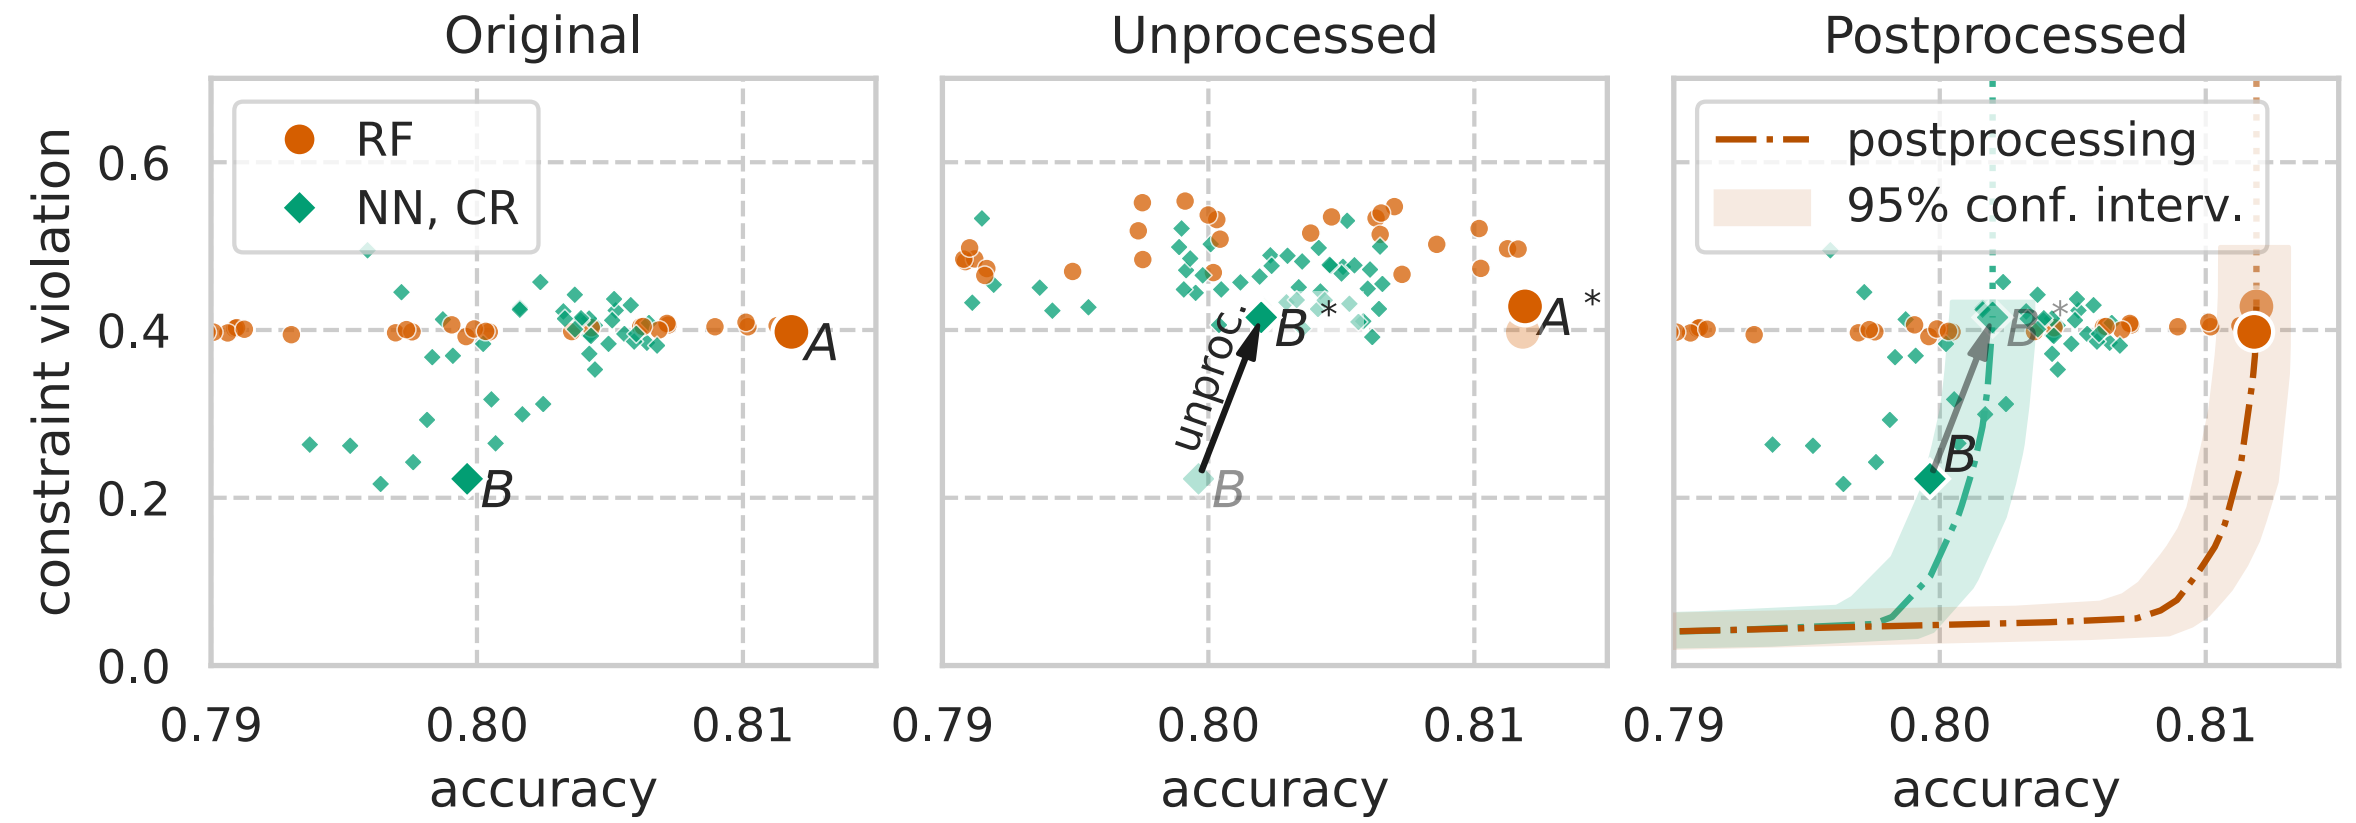 Original
Unprocessed
Postprocessed
constraint violation
0.6
0.4
0.2
0.0
RF
NN, CR
A
B
unproc.
B*
A*
B
postprocessing
95% conf. interv.
B*
B
0.79
0.80
0.81
0.79
0.80
0.81
0.79
0.80
0.81
accuracy
accuracy
accuracy